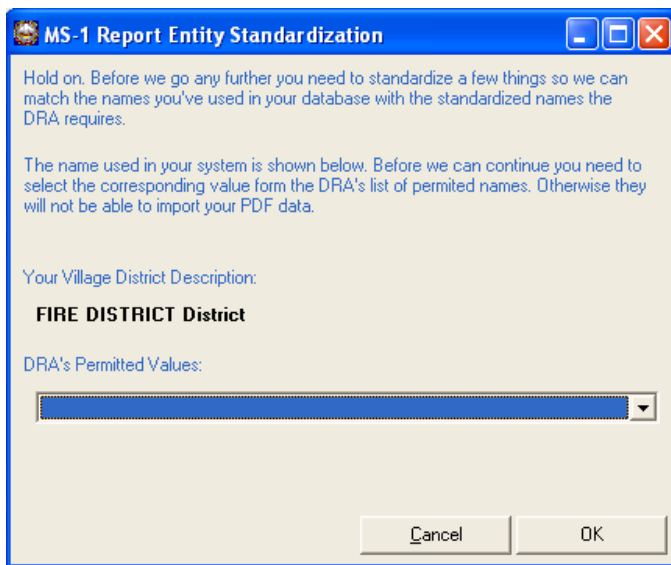 MS-1 Report Entity Standardization
Hold on. Before we go any further you need to standardize a few things so we can
match the names you've used in your database with the standardized names the
DRA requires.
The name used in your system is shown below. Before we can continue you need to
select the corresponding value form the DRA's list of permited names. Otherwise they
will not be able to import your PDF data.
Your Village District Description:
FIRE DISTRICT District
DRA's Permitted Values:
Cancel OK